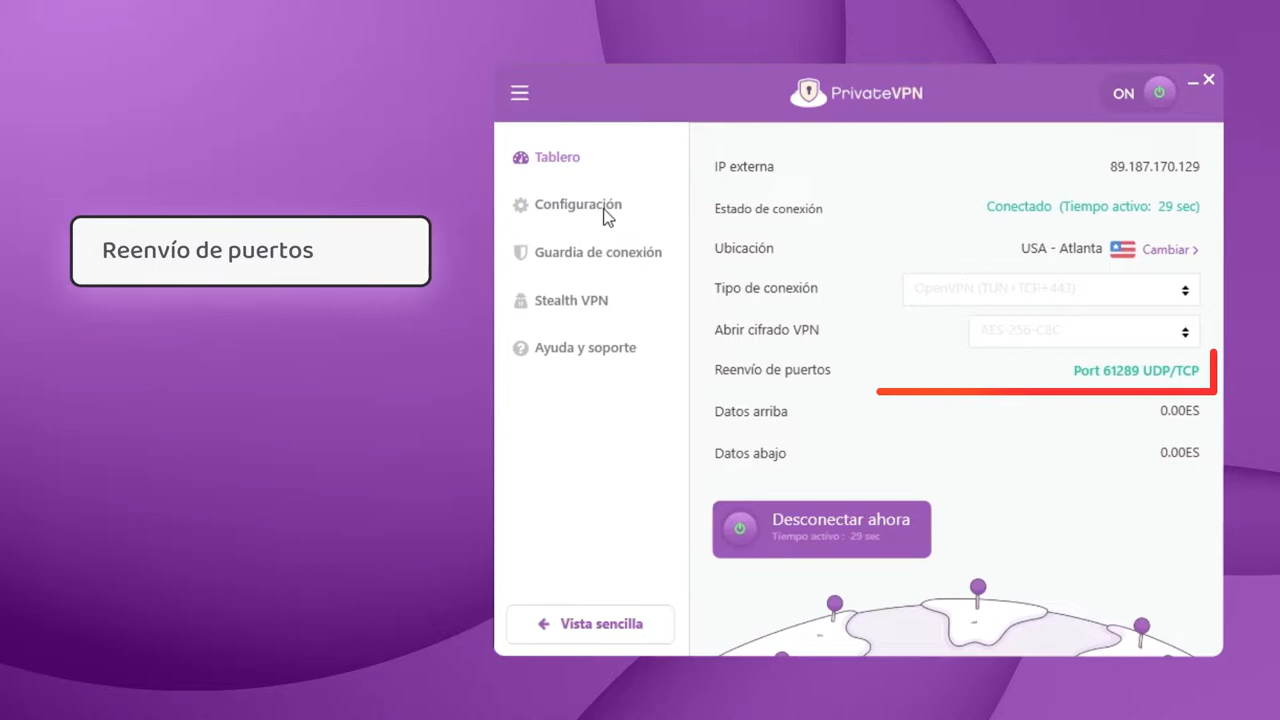 Reenvío de puertos
PrivateVPN
ON
Tablero
Configuración
Guardia de conexión
Stealth VPN
Ayuda y soporte
Vista sencilla
IP externa 89.187.170.129
Estado de conexión Conectado (Tiempo activo: 29 sec)
Ubicación USA - Atlanta Cambiar >
Tipo de conexión OpenVPN (TUN+TCP+443)
Abrir cifrado VPN AES-256-CBC
Reenvío de puertos Port 61289 UDP/TCP
Datos arriba 0.00ES
Datos abajo 0.00ES
Desconectar ahora
Tiempo activo : 29 sec